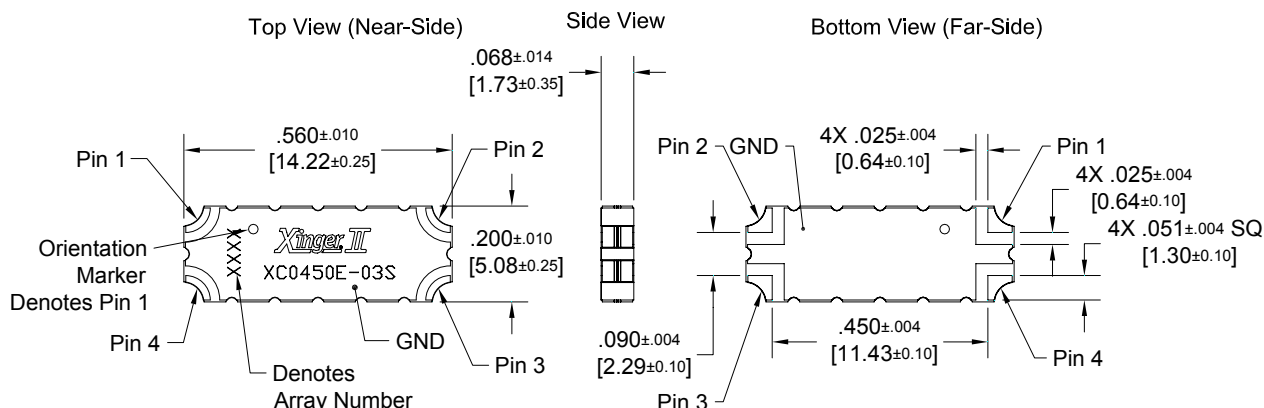 Top View (Near-Side)
Side View
Bottom View (Far-Side)
.068±.014
[1.73±0.35]
.560±.010
[14.22±0.25]
Pin 1
Pin 2
.200±.010
[5.08±0.25]
Orientation
Marker
Denotes Pin 1
XXXX
Xinger II
XC0450E-03S
Pin 4
GND
Pin 3
Denotes
Array Number
Pin 2
GND
4X .025±.004
[0.64±0.10]
Pin 1
4X .025±.004
[0.64±0.10]
4X .051±.004 SQ
[1.30±0.10]
.090±.004
[2.29±0.10]
.450±.004
[11.43±0.10]
Pin 4
Pin 3